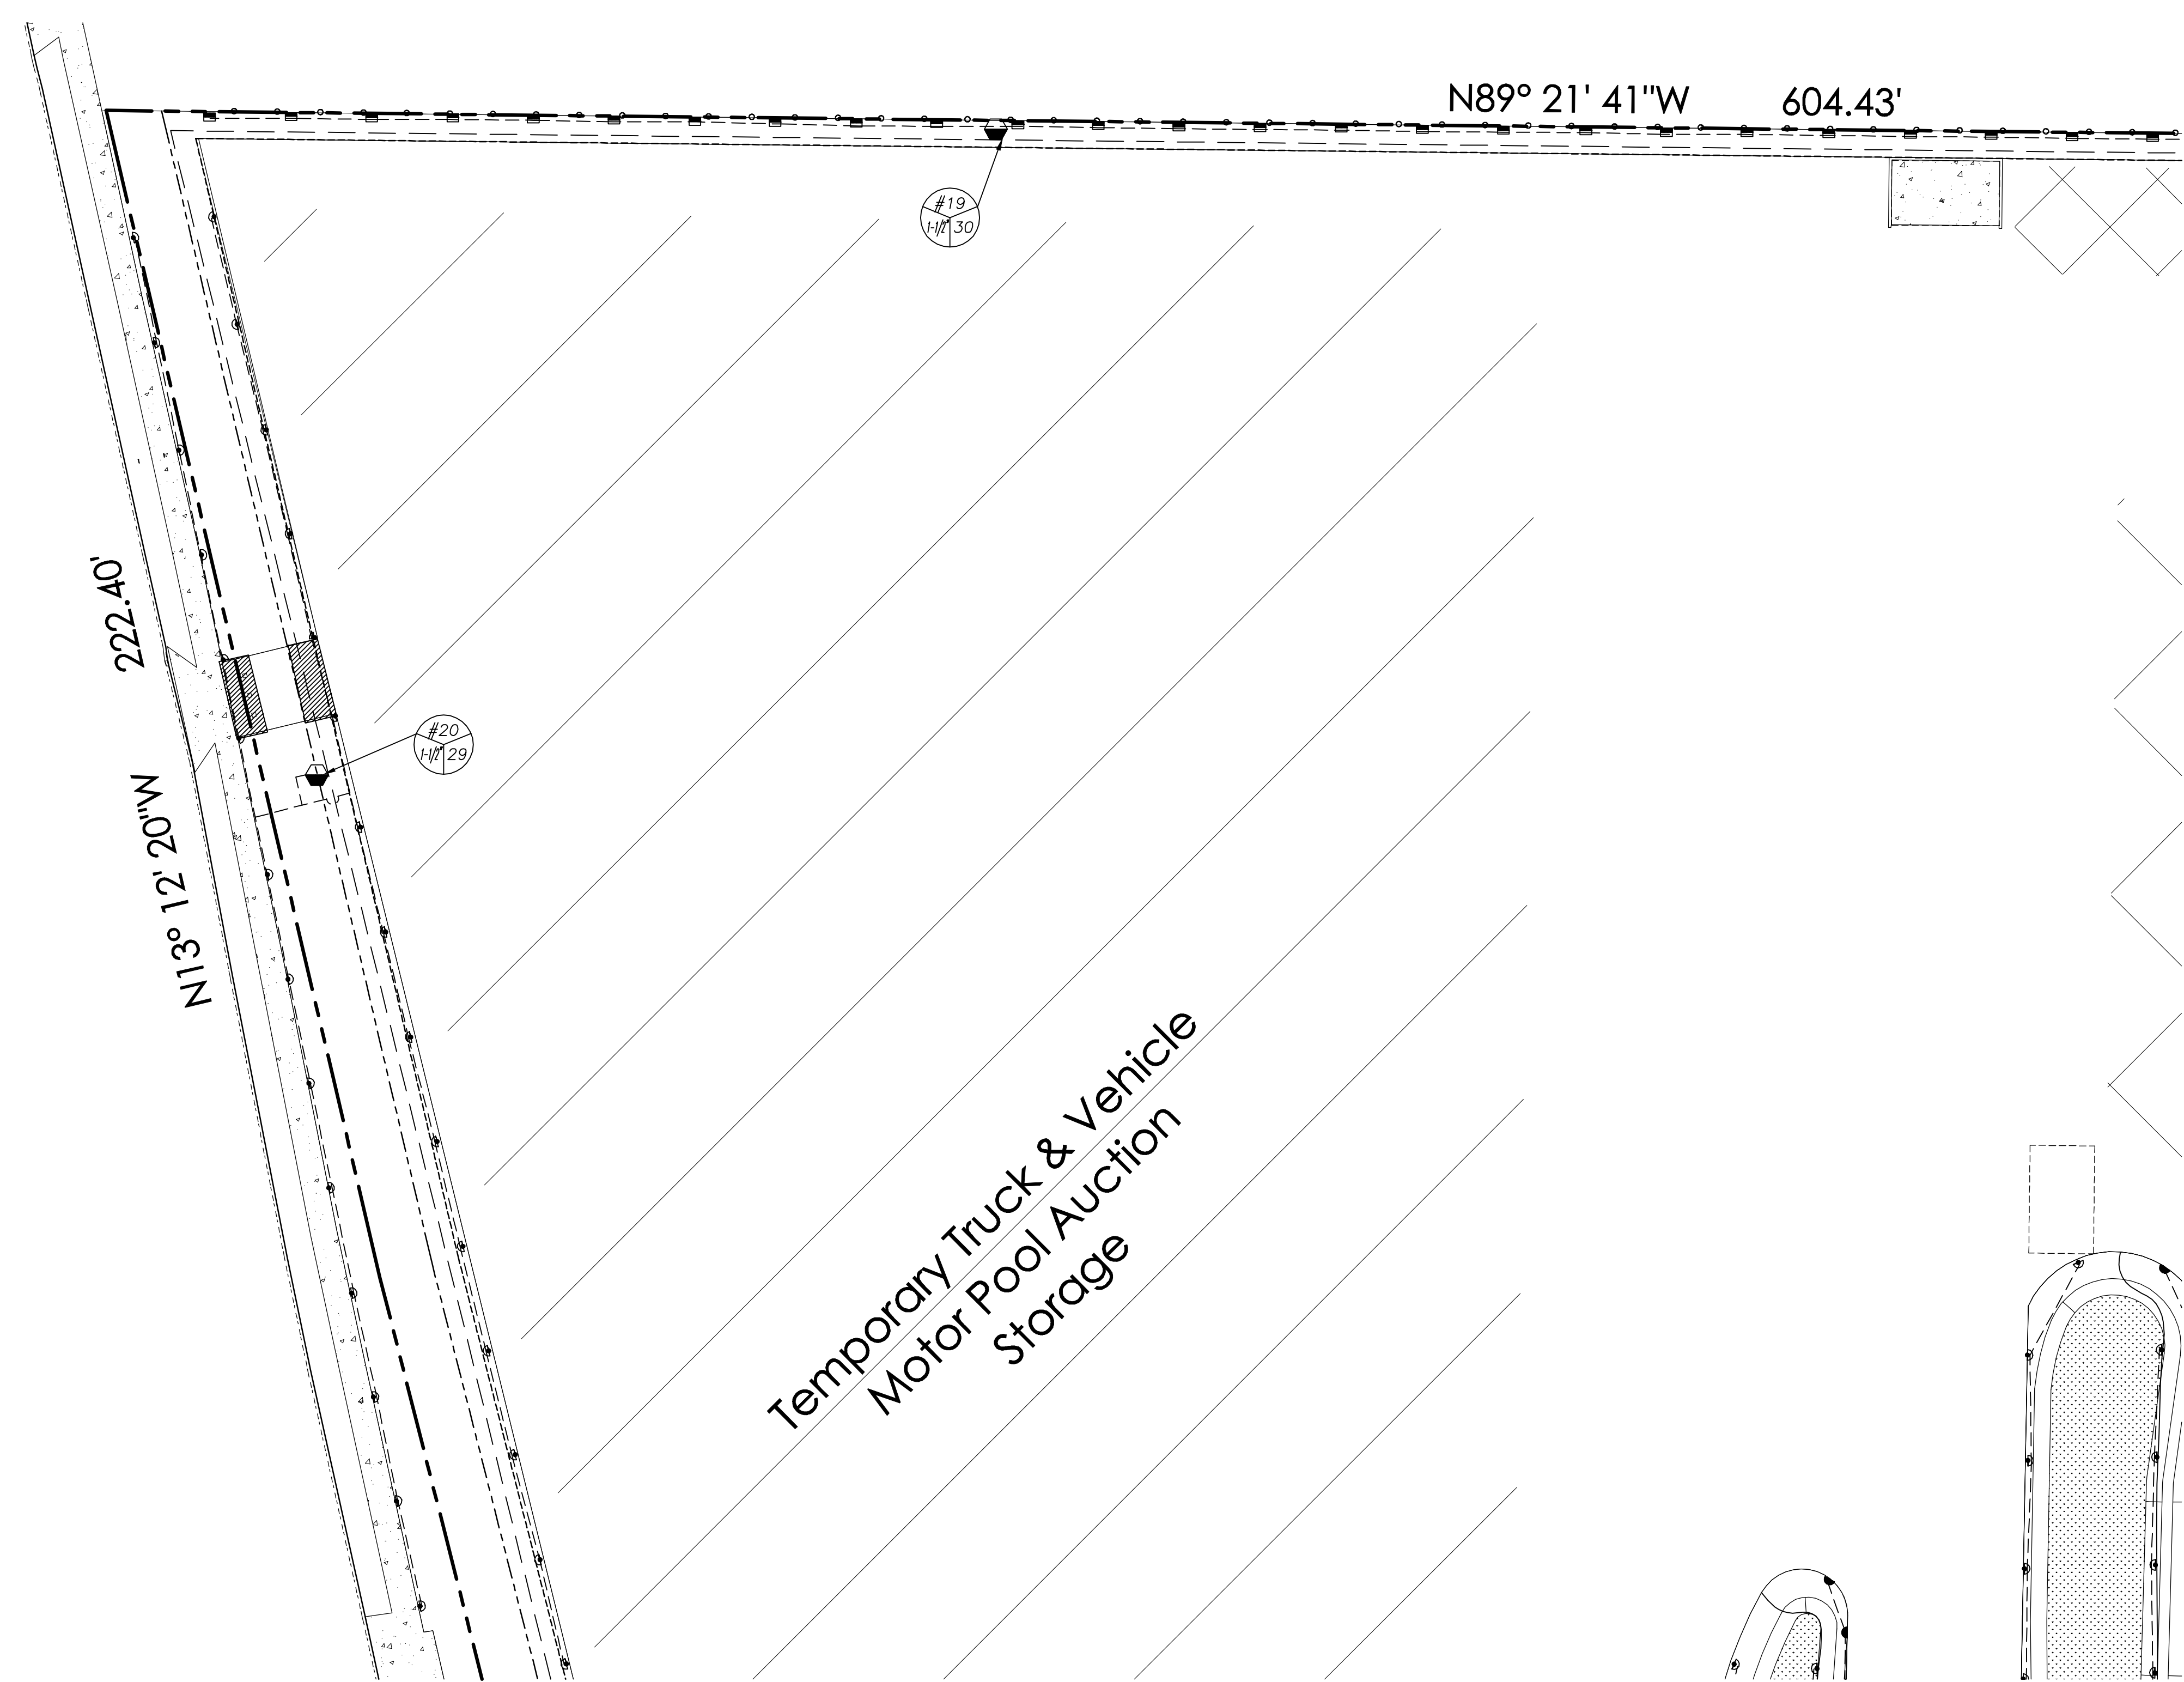 N89° 21' 41"W 604.43'
#19
1-1/2" 30
222.40'
#20
1-1/2" 29
N13° 12' 20"W
Temporary Truck & Vehicle
Motor Pool Auction
Storage